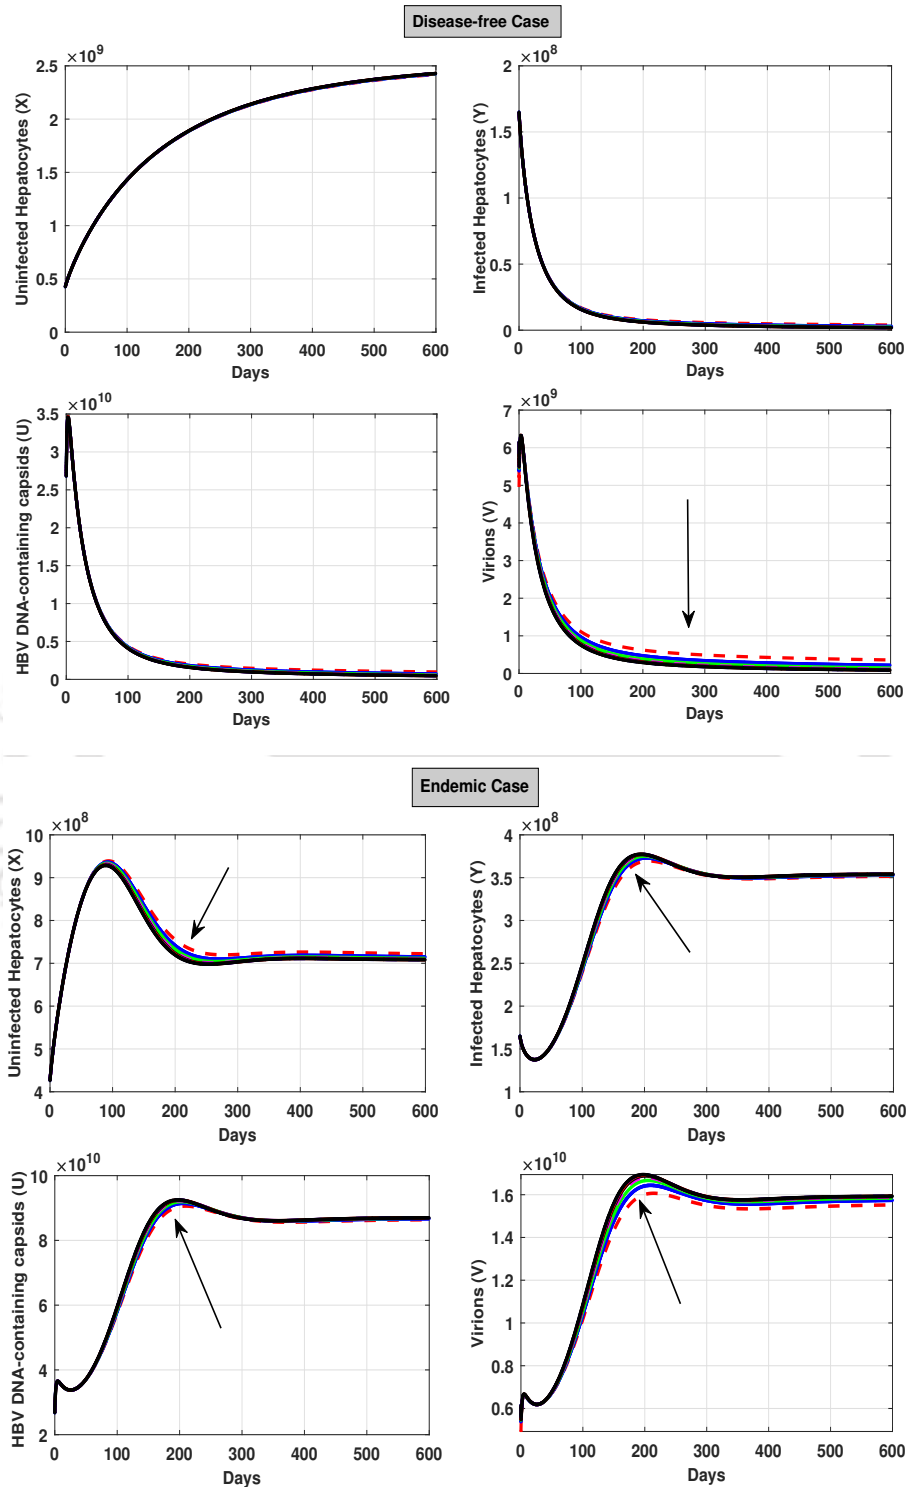 Disease-free Case
×10^9
2.5
2
1.5
1
0.5
0
0 100 200 300 400 500 600
Days
Uninfected Hepatocytes (X)
×10^8
2
1.5
1
0.5
0
0 100 200 300 400 500 600
Days
Infected Hepatocytes (Y)
×10^10
3.5
3
2.5
2
1.5
1
0.5
0
0 100 200 300 400 500 600
Days
HBV DNA-containing capsids (U)
×10^9
7
6
5
4
3
2
1
0
0 100 200 300 400 500 600
Days
Virions (V)
Endemic Case
×10^8
10
9
8
7
6
5
4
0 100 200 300 400 500 600
Days
Uninfected Hepatocytes (X)
×10^8
4
3.5
3
2.5
2
1.5
1
0 100 200 300 400 500 600
Days
Infected Hepatocytes (Y)
×10^10
10
8
6
4
2
0 100 200 300 400 500 600
Days
HBV DNA-containing capsids (U)
×10^10
1.6
1.4
1.2
1
0.8
0.6
0 100 200 300 400 500 600
Days
Virions (V)